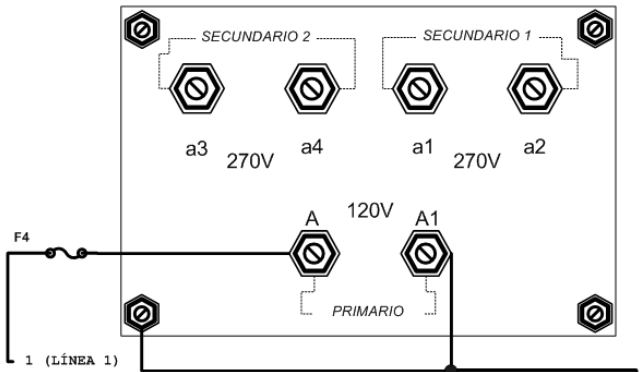 SECUNDARIO 2 SECUNDARIO 1
a3 a4 a1 a2
270V 270V
120V
A A1
F4
PRIMARIO
1 (LÍNEA 1)